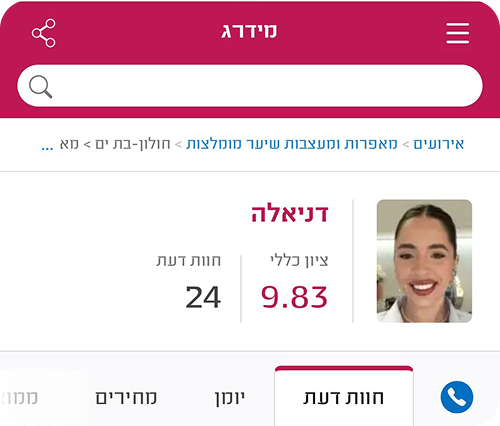 מידרג
אירועים > מאפרות ומעצבות שיער מומלצות > חולון-בת ים > מא ...
דניאלה
ציון כללי חוות דעת
9.83 24
חוות דעת יומן מחירים ממוצ